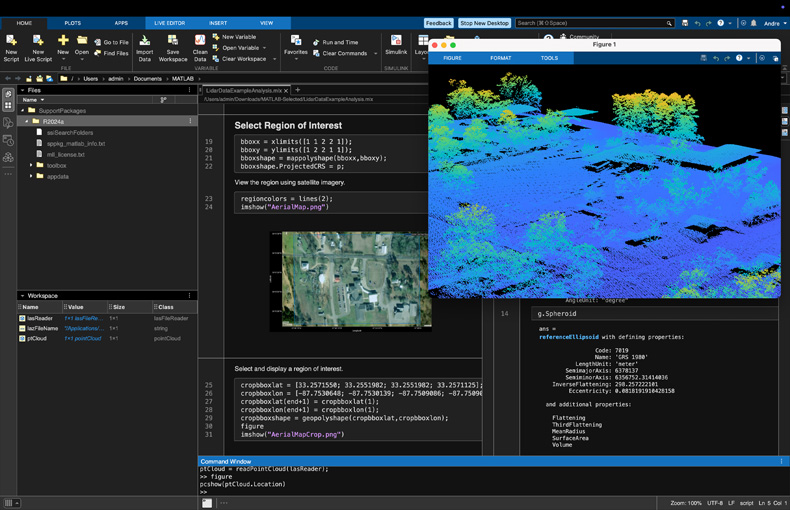 HOME
PLOTS
APPS
LIVE EDITOR
INSERT
VIEW
Feedback
Stop New Desktop
Search (⌘⇧Space)
Andre
New Script
New Live Script
New
Open
Go to File
Find Files
Import Data
Save Workspace
Clean Data
New Variable
Open Variable
Clear Workspace
Favorites
Run and Time
Clear Commands
Simulink
Community
FILE
VARIABLE
CODE
SIMULINK
/ › Users › admin › Documents › MATLAB ›
Files
Name
SupportPackages
R2024a
sslSearchFolders
sppkg_matlab_info.txt
mll_license.txt
toolbox
appdata
Workspace
Name Value Size Class
lasReader 1×1 lasFileRe... 1×1 lasFileReader
lazFileName "/Applications/... 1×1 string
ptCloud 1×1 pointCloud 1×1 pointCloud
LidarDataExampleAnalysis.mlx
/Users/admin/Downloads/MATLAB-Selected/LidarDataExampleAnalysis.mlx
Select Region of Interest
19 bboxx = xlimits([1 1 2 2 1]);
20 bboxy = ylimits([1 2 2 1 1]);
21 bboxshape = mappolyshape(bboxx,bboxy);
22 bboxshape.ProjectedCRS = p;
View the region using satellite imagery.
23 regioncolors = lines(2);
24 imshow("AerialMap.png")
Select and display a region of interest.
25 cropbboxlat = [33.2571550; 33.2551982; 33.2551982; 33.2571125];
26 cropbboxlon = [-87.7530648; -87.7530139; -87.7509086; -87.7509
27 cropbboxlat(end+1) = cropbboxlat(1);
28 cropbboxlon(end+1) = cropbboxlon(1);
29 cropbboxshape = geopolyshape(cropbboxlat,cropbboxlon);
30 figure
31 imshow("AerialMapCrop.png")
Figure 1
FIGURE
FORMAT
TOOLS
AngleUnit: "degree"
14 g.Spheroid
ans =
referenceEllipsoid with defining properties:
Code: 7019
Name: 'GRS 1980'
LengthUnit: 'meter'
SemimajorAxis: 6378137
SemiminorAxis: 6356752.31414036
InverseFlattening: 298.257222101
Eccentricity: 0.0818191910428158
and additional properties:
Flattening
ThirdFlattening
MeanRadius
SurfaceArea
Volume
Command Window
ptCloud = readPointCloud(lasReader);
>> figure
pcshow(ptCloud.Location)
>>
Zoom: 100% UTF-8 LF script Ln 5 Col 1